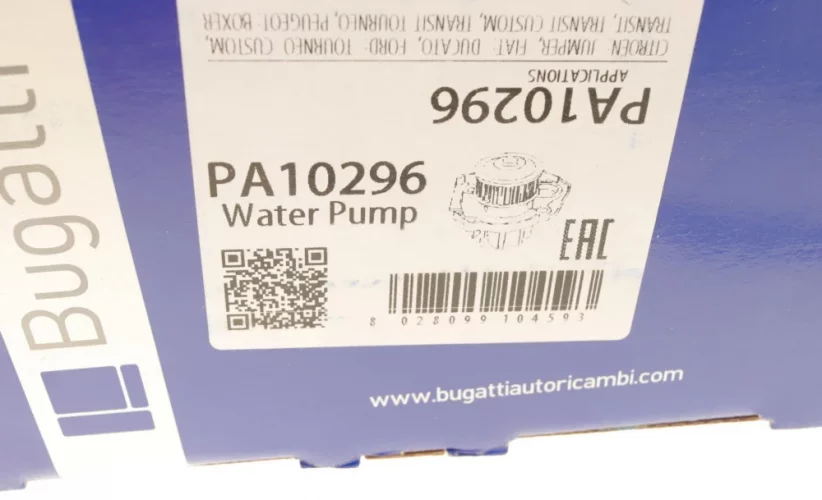 TRANSIT, TRANSIT CUSTOM, TRANSIT TOURNEO, PEUGEOT: BOXER
CITROEN: JUMPER, FIAT: DUCATO, FORD: TOURNEO CUSTOM,
APPLICATIONS
PA10296
PA10296
Water Pump
EAC
8 028099 104593
www.bugattiautoricambi.com
Bugatti